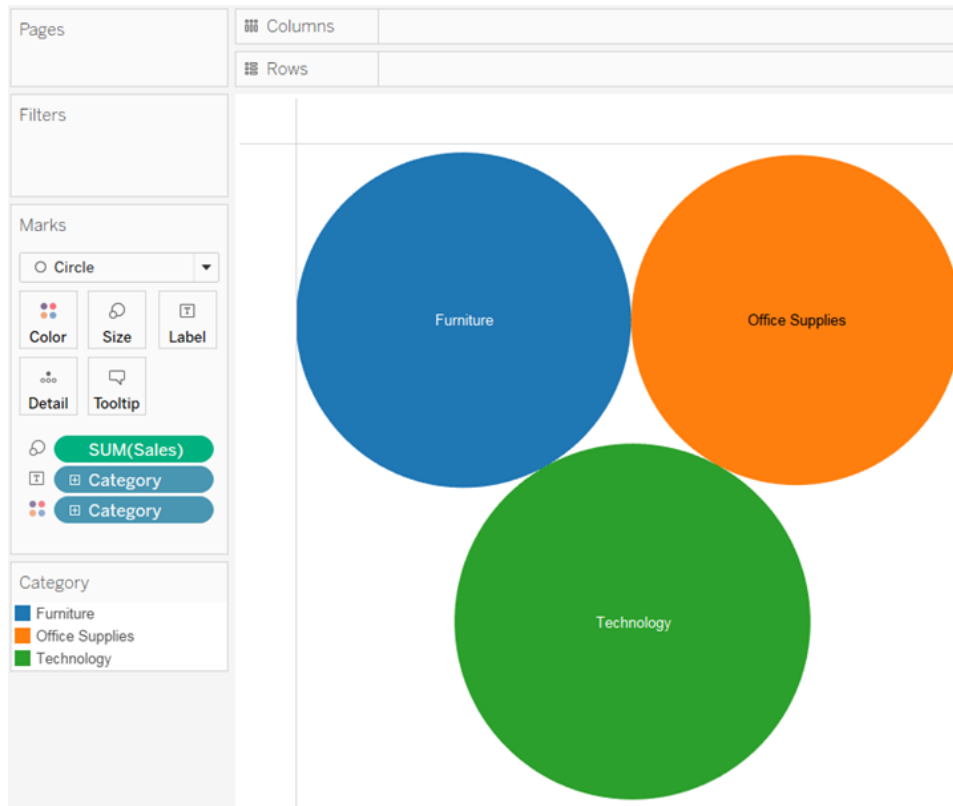 Pages
Columns
Rows
Filters
Marks
Circle
Color Size Label
Detail Tooltip
SUM(Sales)
Category
Category
Category
Furniture
Office Supplies
Technology
Furniture
Office Supplies
Technology